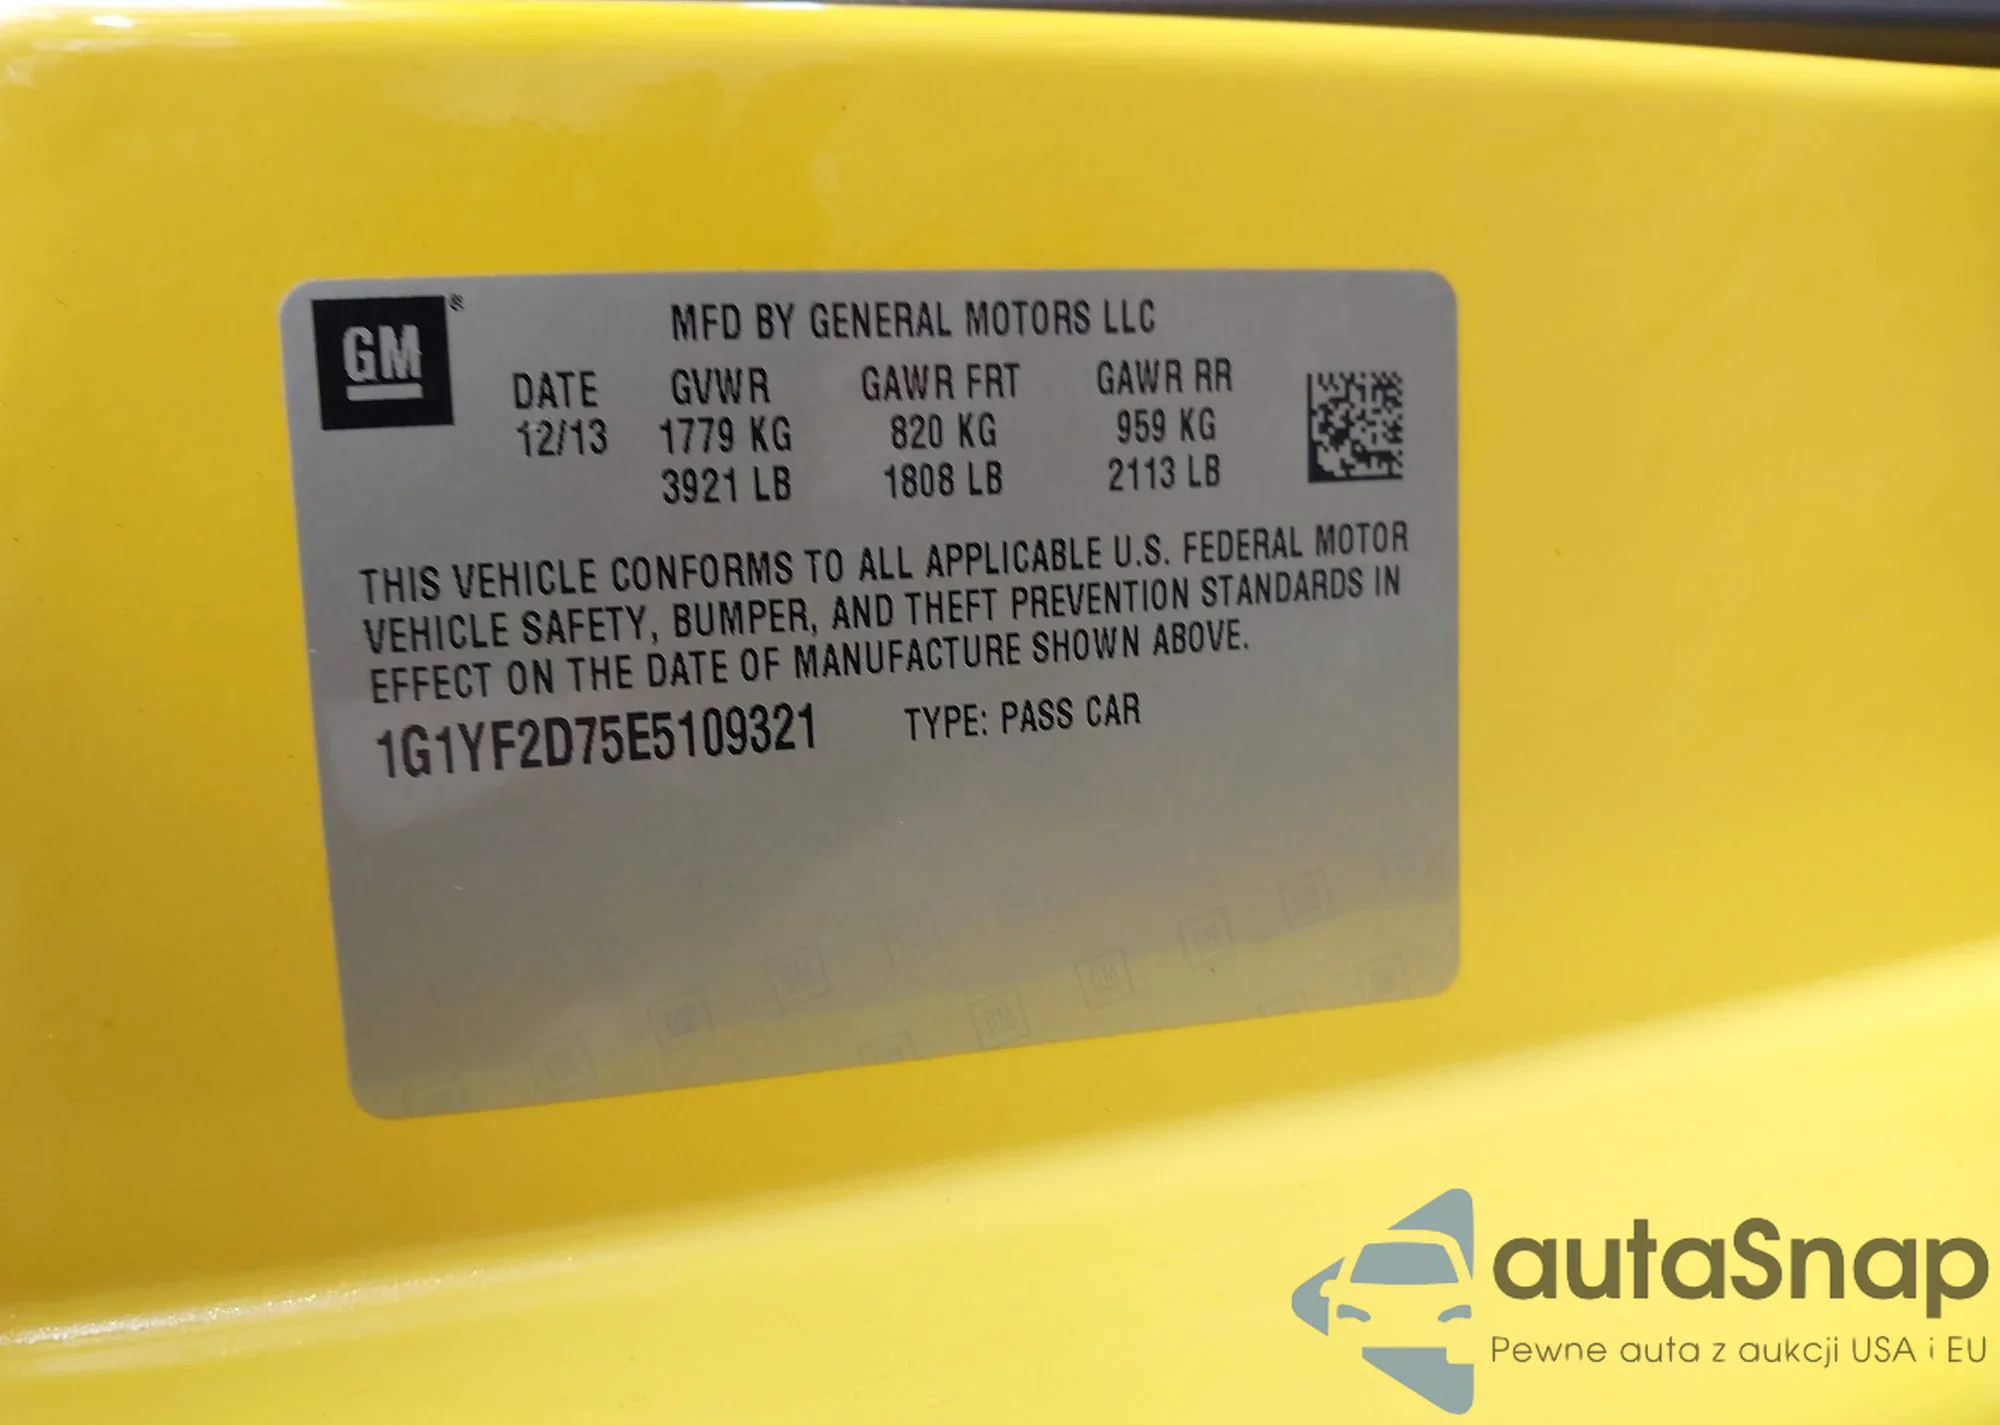 GM®
MFD BY GENERAL MOTORS LLC
DATE GVWR GAWR FRT GAWR RR
12/13 1779 KG 820 KG 959 KG
3921 LB 1808 LB 2113 LB
THIS VEHICLE CONFORMS TO ALL APPLICABLE U.S. FEDERAL MOTOR
VEHICLE SAFETY, BUMPER, AND THEFT PREVENTION STANDARDS IN
EFFECT ON THE DATE OF MANUFACTURE SHOWN ABOVE.
1G1YF2D75E5109321 TYPE: PASS CAR
autaSnap
Pewne auta z aukcji USA i EU